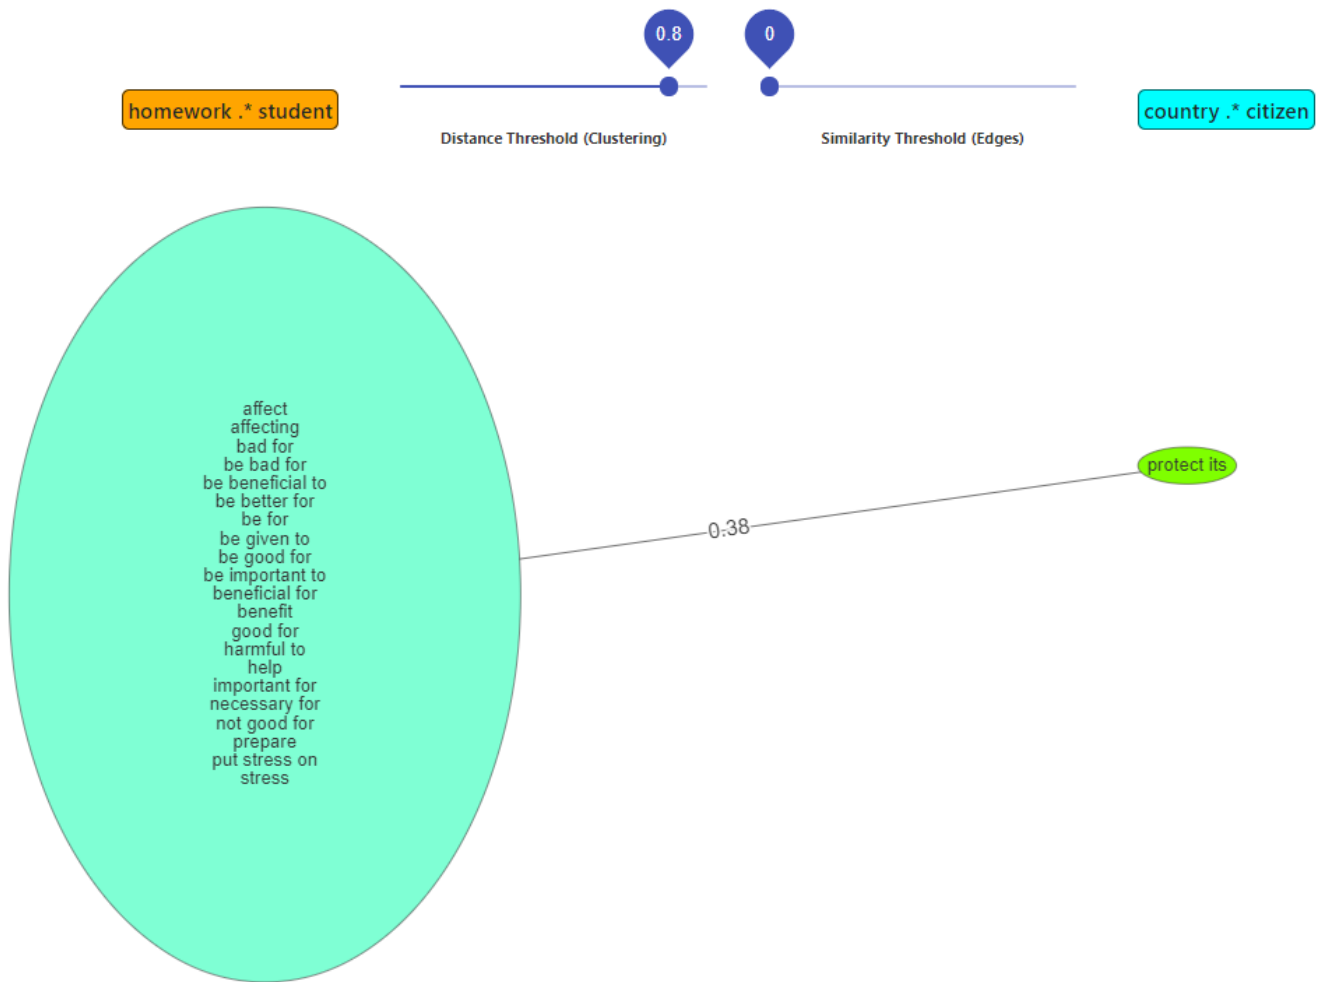 0.8
0
homework .* student
country .* citizen
Distance Threshold (Clustering)
Similarity Threshold (Edges)
affect
affecting
bad for
be bad for
be beneficial to
be better for
be for
be given to
be good for
be important to
beneficial for
benefit
good for
harmful to
help
important for
necessary for
not good for
prepare
put stress on
stress
0.38
protect its